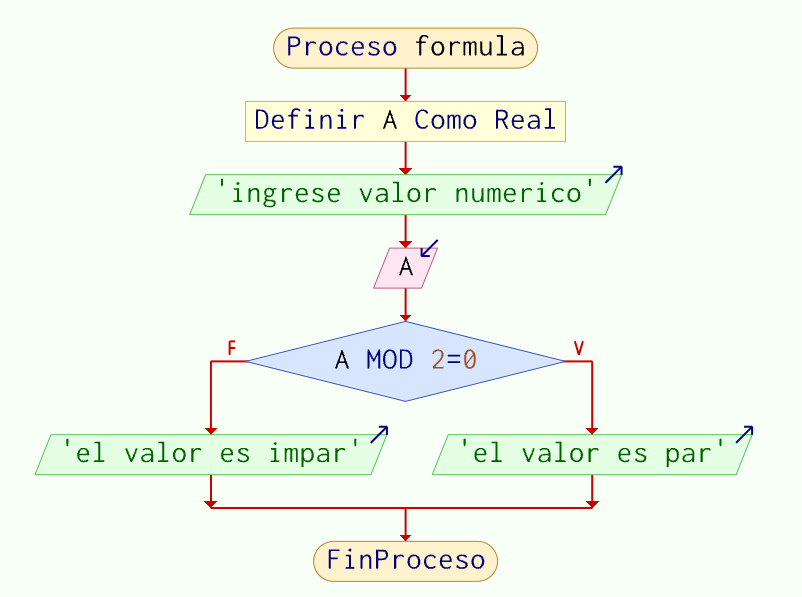 Proceso formula
Definir A Como Real
'ingrese valor numerico'
A
A MOD 2=0
F
V
'el valor es impar'
'el valor es par'
FinProceso